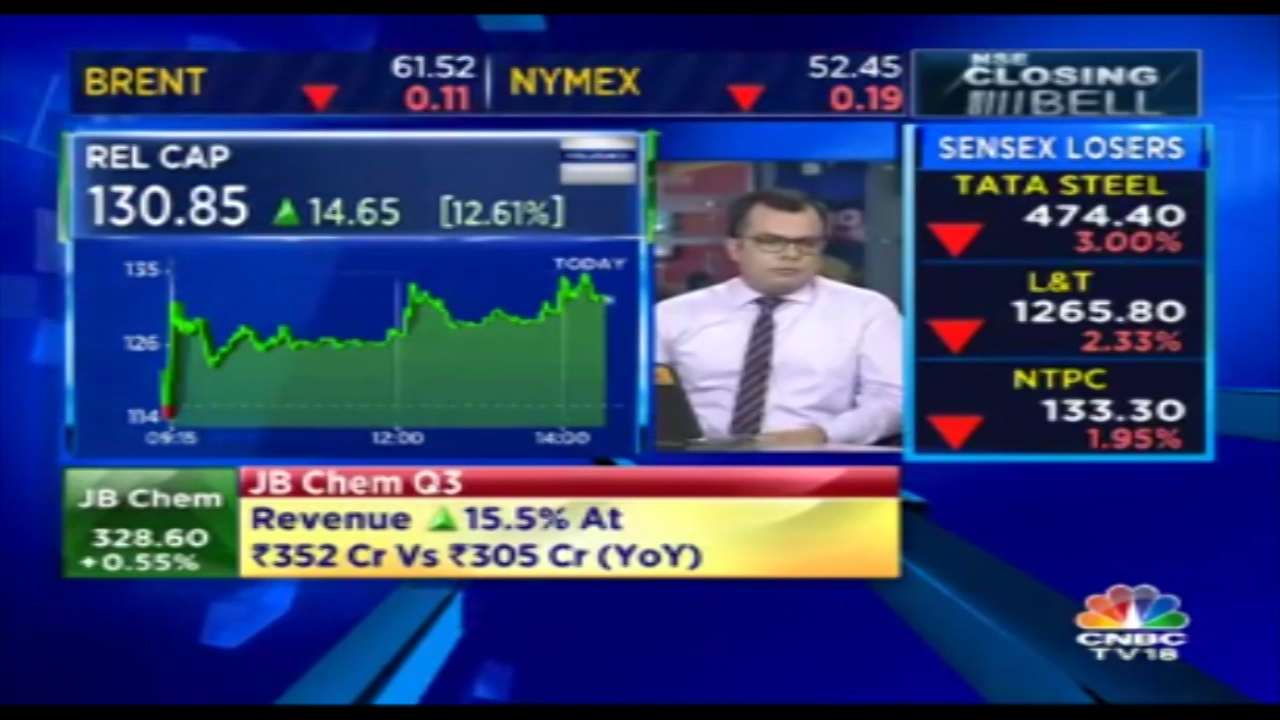 BRENT
61.52
0.11
NYMEX
52.45
0.19
NSE
CLOSING
BELL
REL CAP
130.85 14.65 [12.61%]
TODAY
135
126
114
09:15 12:00 14:00
SENSEX LOSERS
TATA STEEL
474.40
3.00%
L&T
1265.80
2.33%
NTPC
133.30
1.95%
JB Chem
328.60
+0.55%
JB Chem Q3
Revenue 15.5% At
₹352 Cr Vs ₹305 Cr (YoY)
CNBC
TV18